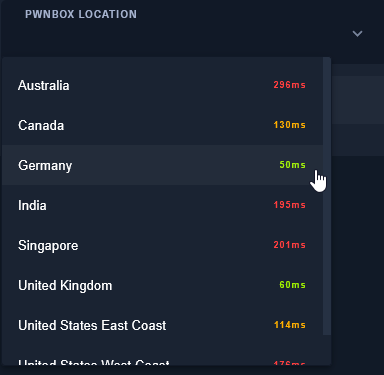 PWNBOX LOCATION
Australia 296ms
Canada 130ms
Germany 50ms
India 195ms
Singapore 201ms
United Kingdom 60ms
United States East Coast 114ms
United States West Coast 176ms